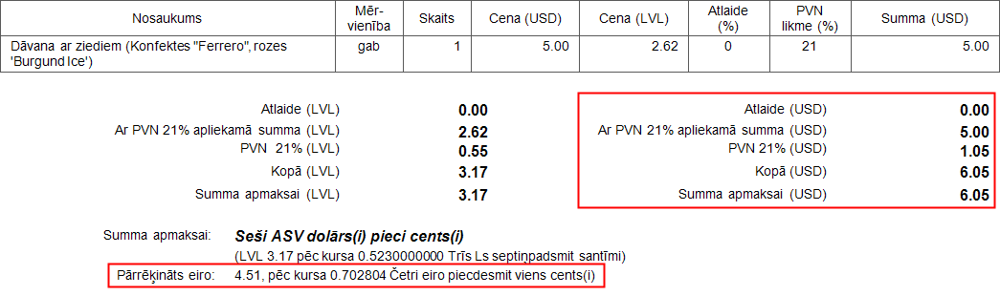 Nosaukums Mēr-vienība Skaits Cena (USD) Cena (LVL) Atlaide (%) PVN likme (%) Summa (USD)
Dāvana ar ziediem (Konfektes "Ferrero", rozes gab 1 5.00 2.62 0 21 5.00
'Burgund Ice')
Atlaide (LVL) 0.00 Atlaide (USD) 0.00
Ar PVN 21% apliekamā summa (LVL) 2.62 Ar PVN 21% apliekamā summa (USD) 5.00
PVN 21% (LVL) 0.55 PVN 21% (USD) 1.05
Kopā (LVL) 3.17 Kopā (USD) 6.05
Summa apmaksai (LVL) 3.17 Summa apmaksai (USD) 6.05
Summa apmaksai: Seši ASV dolārs(i) pieci cents(i)
(LVL 3.17 pēc kursa 0.5230000000 Trīs Ls septiņpadsmit santīmi)
Pārrēķināts eiro: 4.51, pēc kursa 0.702804 Četri eiro piecdesmit viens cents(i)